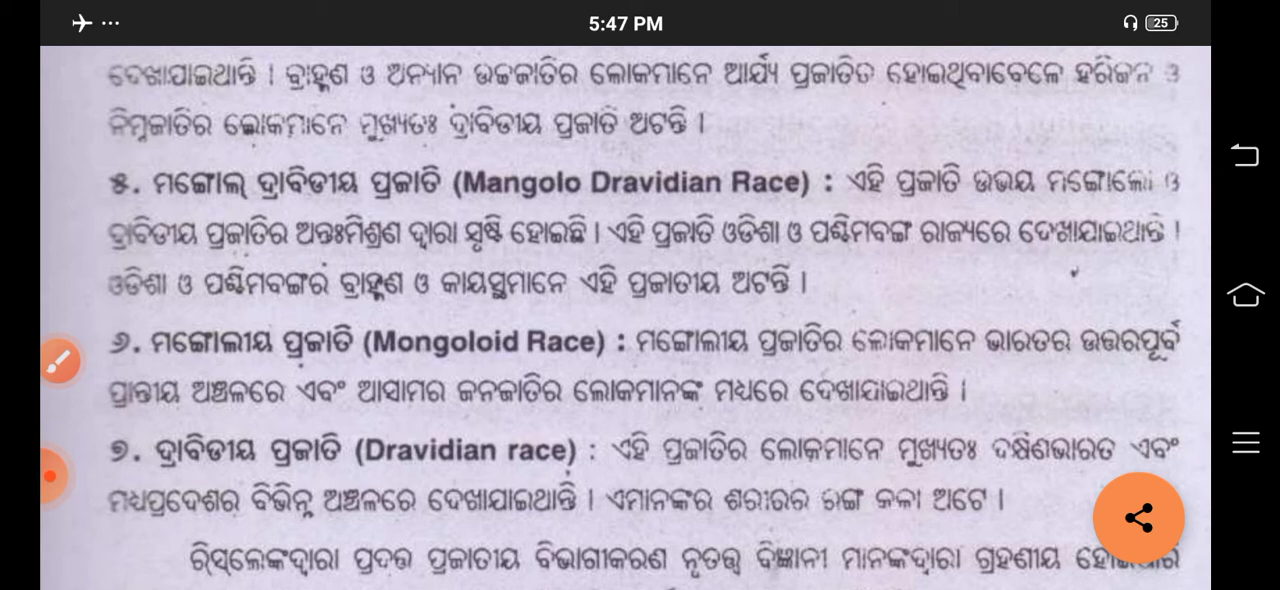 5:47 PM
25
ଦେଖାଯାଇଥାନ୍ତି । ବ୍ରାହ୍ମଣ ଓ ଅନ୍ୟାନ ଉଚ୍ଚଜାତିର ଲୋକମାନେ ଆର୍ଯ୍ୟ ପ୍ରଜାତିତ ହୋଇଥିବାବେଳେ ହରିଜନ ଓ
ନିମ୍ନଜାତିର ଲୋକମାନେ ମୁଖ୍ୟତଃ ଦ୍ରାବିଡୀୟ ପ୍ରଜାତି ଅଟନ୍ତି ।
୫. ମଙ୍ଗୋଲ୍ ଦ୍ରାବିଡୀୟ ପ୍ରଜାତି (Mangolo Dravidian Race) : ଏହି ପ୍ରଜାତି ଉଭୟ ମଙ୍ଗୋଲୋ ଓ
ଦ୍ରାବିଡୀୟ ପ୍ରଜାତିର ଅନ୍ତଃମିଶ୍ରଣ ଦ୍ୱାରା ସୃଷ୍ଟି ହୋଇଛି । ଏହି ପ୍ରଜାତି ଓଡିଶା ଓ ପଶ୍ଚିମବଙ୍ଗ ରାଜ୍ୟରେ ଦେଖାଯାଇଥାନ୍ତି ।
ଓଡିଶା ଓ ପଶ୍ଚିମବଙ୍ଗର ବ୍ରାହ୍ମଣ ଓ କାୟସ୍ଥମାନେ ଏହି ପ୍ରଜାତୀୟ ଅଟନ୍ତି ।
୬. ମଙ୍ଗୋଲୀୟ ପ୍ରଜାତି (Mongoloid Race) : ମଙ୍ଗୋଲୀୟ ପ୍ରଜାତିର ଲୋକମାନେ ଭାରତର ଉତ୍ତରପୂର୍ବ
ପ୍ରାନ୍ତୀୟ ଅଞ୍ଚଳରେ ଏବଂ ଆସାମର ଜନଜାତିର ଲୋକମାନଙ୍କ ମଧ୍ୟରେ ଦେଖାଯାଇଥାନ୍ତି ।
୭. ଦ୍ରାବିଡୀୟ ପ୍ରଜାତି (Dravidian race) : ଏହି ପ୍ରଜାତିର ଲୋକମାନେ ମୁଖ୍ୟତଃ ଦକ୍ଷିଣଭାରତ ଏବଂ
ମଧ୍ୟପ୍ରଦେଶର ବିଭିନ୍ନ ଅଞ୍ଚଳରେ ଦେଖାଯାଇଥାନ୍ତି । ଏମାନଙ୍କର ଶରୀରର ରଙ୍ଗ କଳା ଅଟେ ।
ରିସ୍‌ଲେଙ୍କଦ୍ୱାରା ପ୍ରଦତ୍ତ ପ୍ରଜାତୀୟ ବିଭାଗୀକରଣ ନୃତତ୍ତ୍ୱ ବିଜ୍ଞାନୀ ମାନଙ୍କଦ୍ୱାରା ଗ୍ରହଣୀୟ